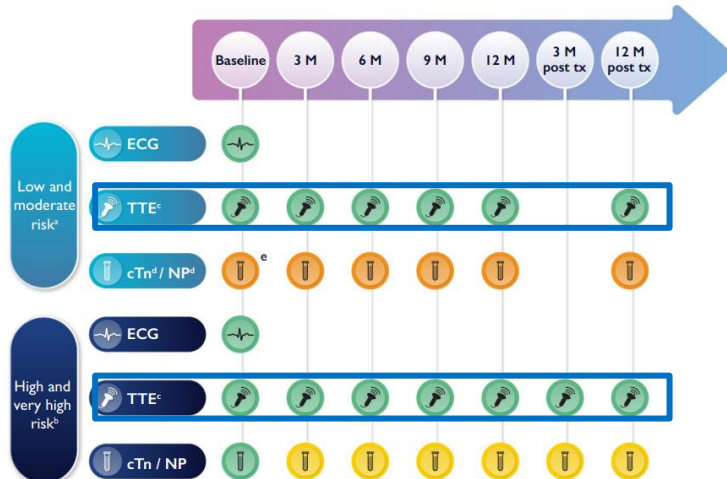 Baseline
3 M
6 M
9 M
12 M
3 M
post tx
12 M
post tx
Low and
moderate
riskᵃ
ECG
TTEᶜ
cTnᵈ / NPᵈ
e
High and
very high
riskᵇ
ECG
TTEᶜ
cTn / NP